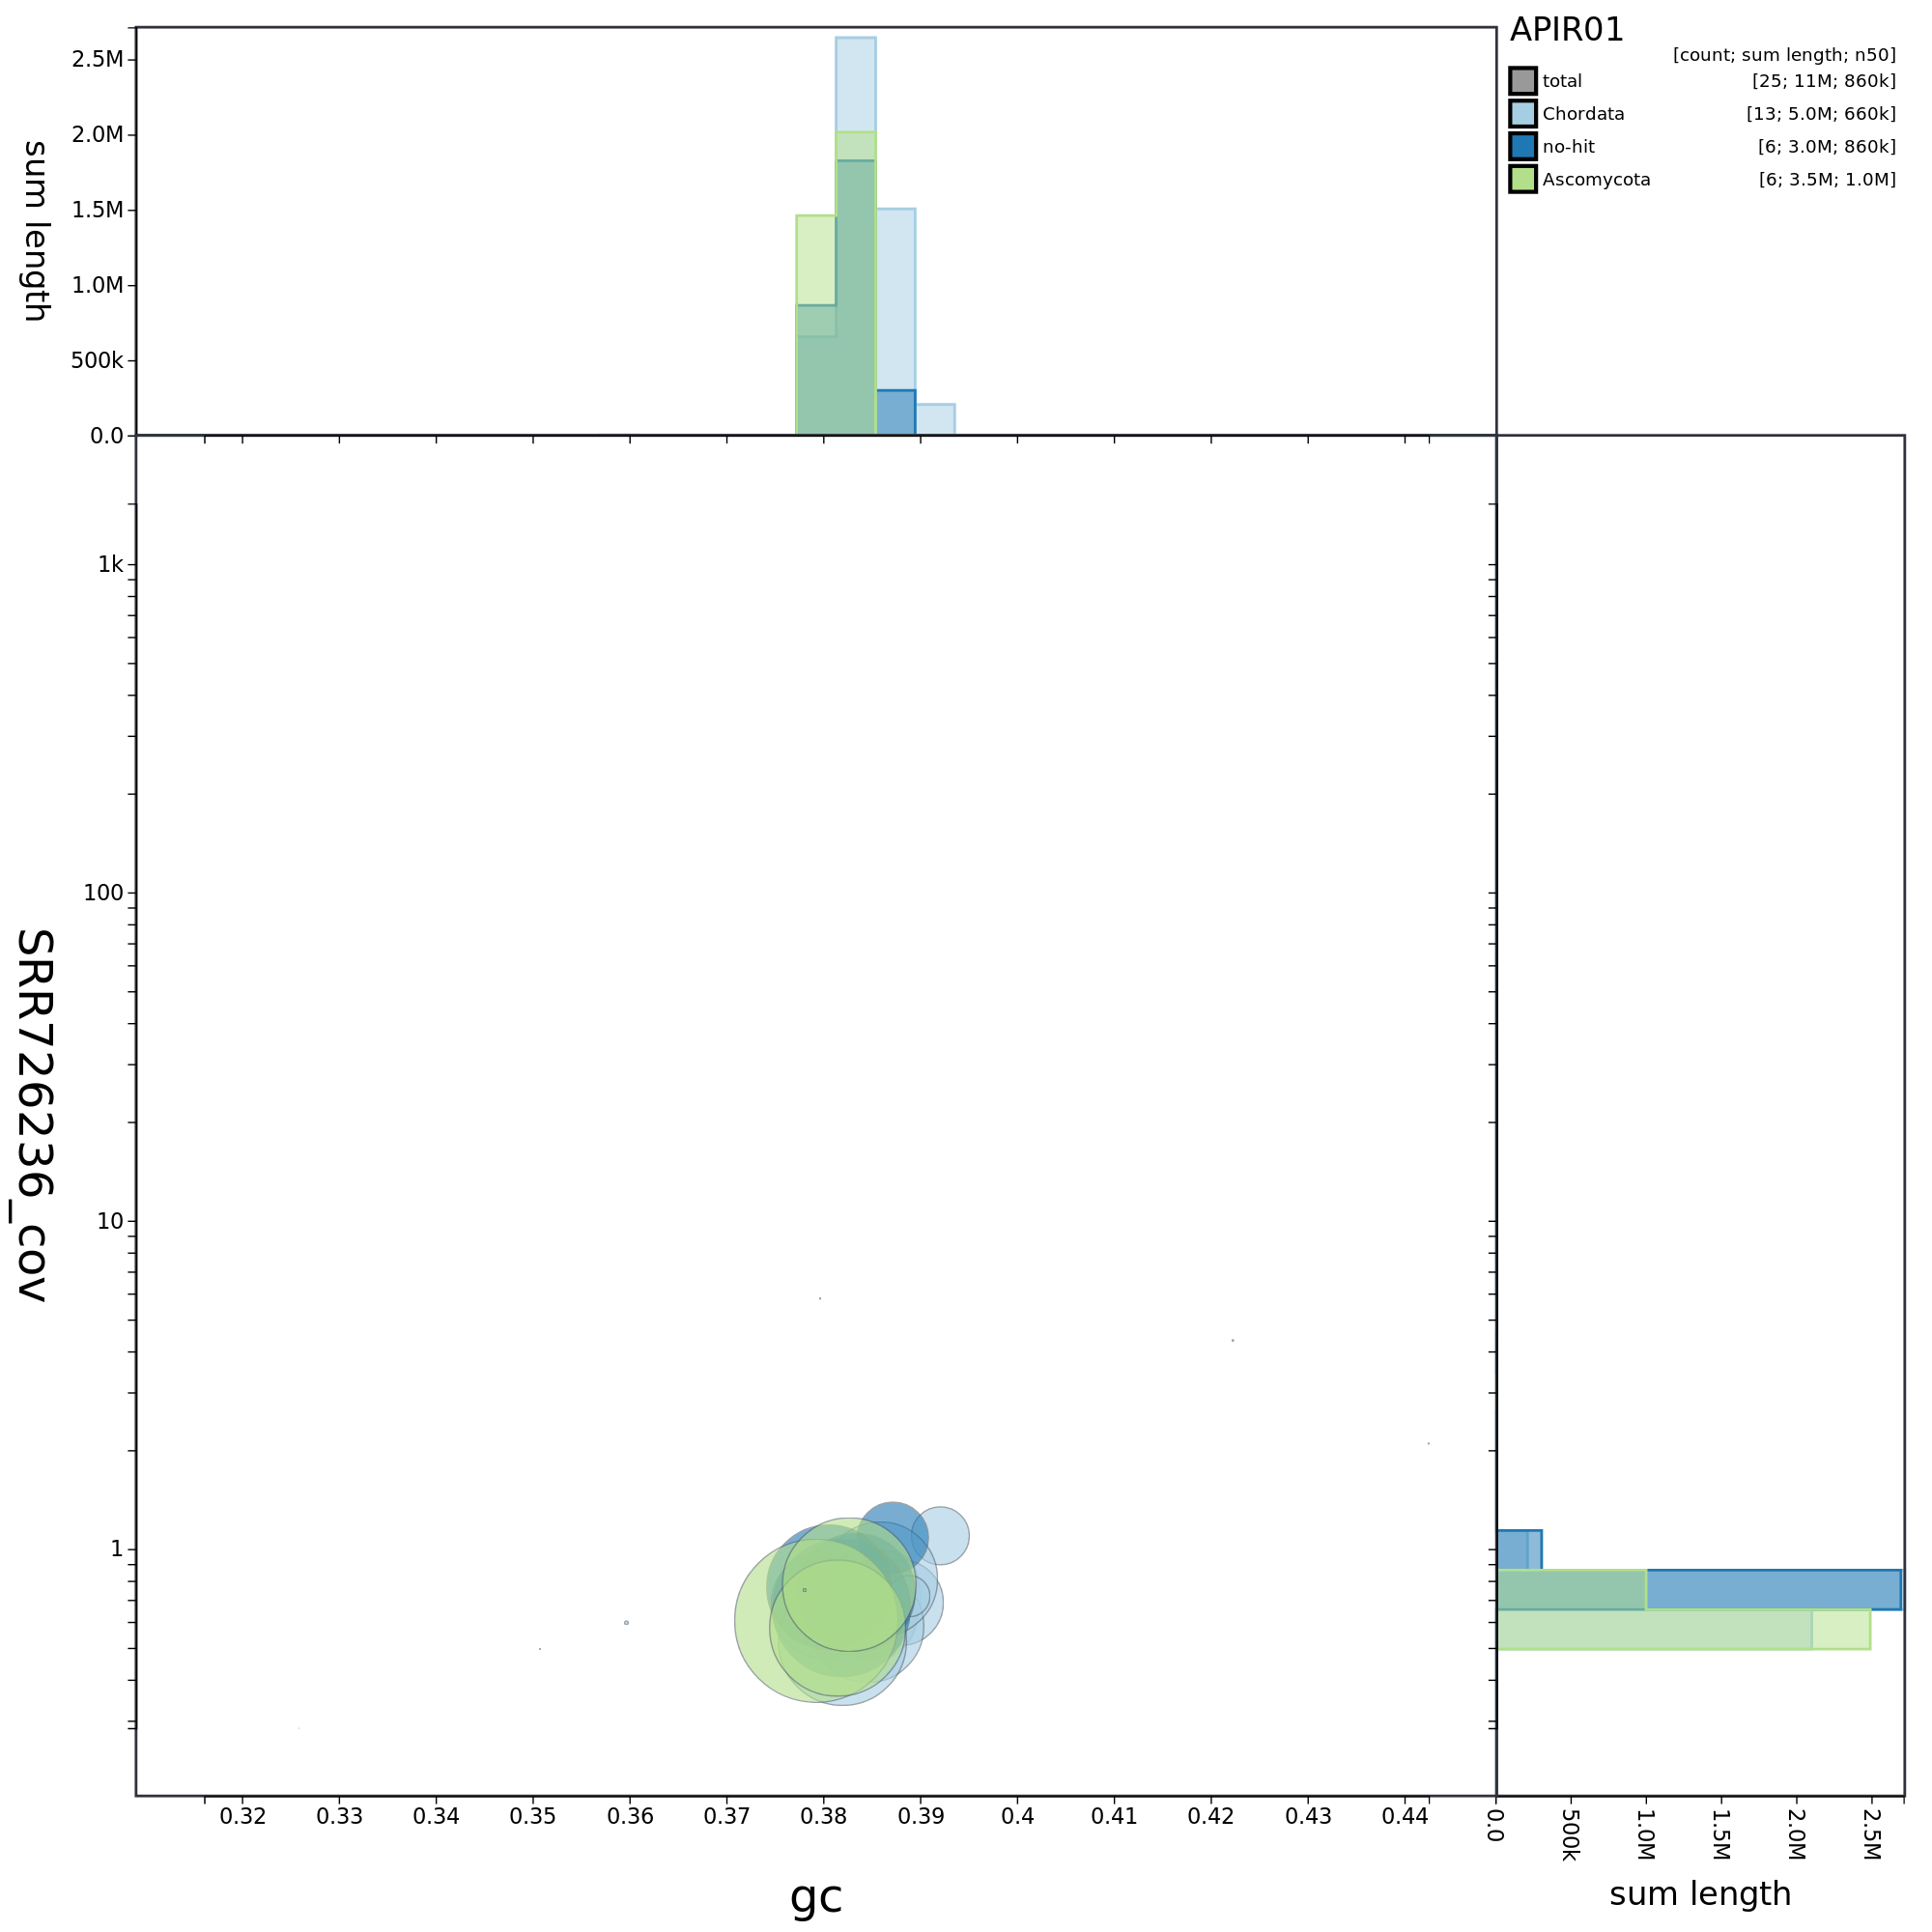 APIR01
[count; sum length; n50]
total [25; 11M; 860k]
Chordata [13; 5.0M; 660k]
no-hit [6; 3.0M; 860k]
Ascomycota [6; 3.5M; 1.0M]
sum length
2.5M
2.0M
1.5M
1.0M
500k
0.0
SRR726236_cov
1k
100
10
1
0.32 0.33 0.34 0.35 0.36 0.37 0.38 0.39 0.4 0.41 0.42 0.43 0.44
gc
0.0 500k 1.0M 1.5M 2.0M 2.5M
sum length